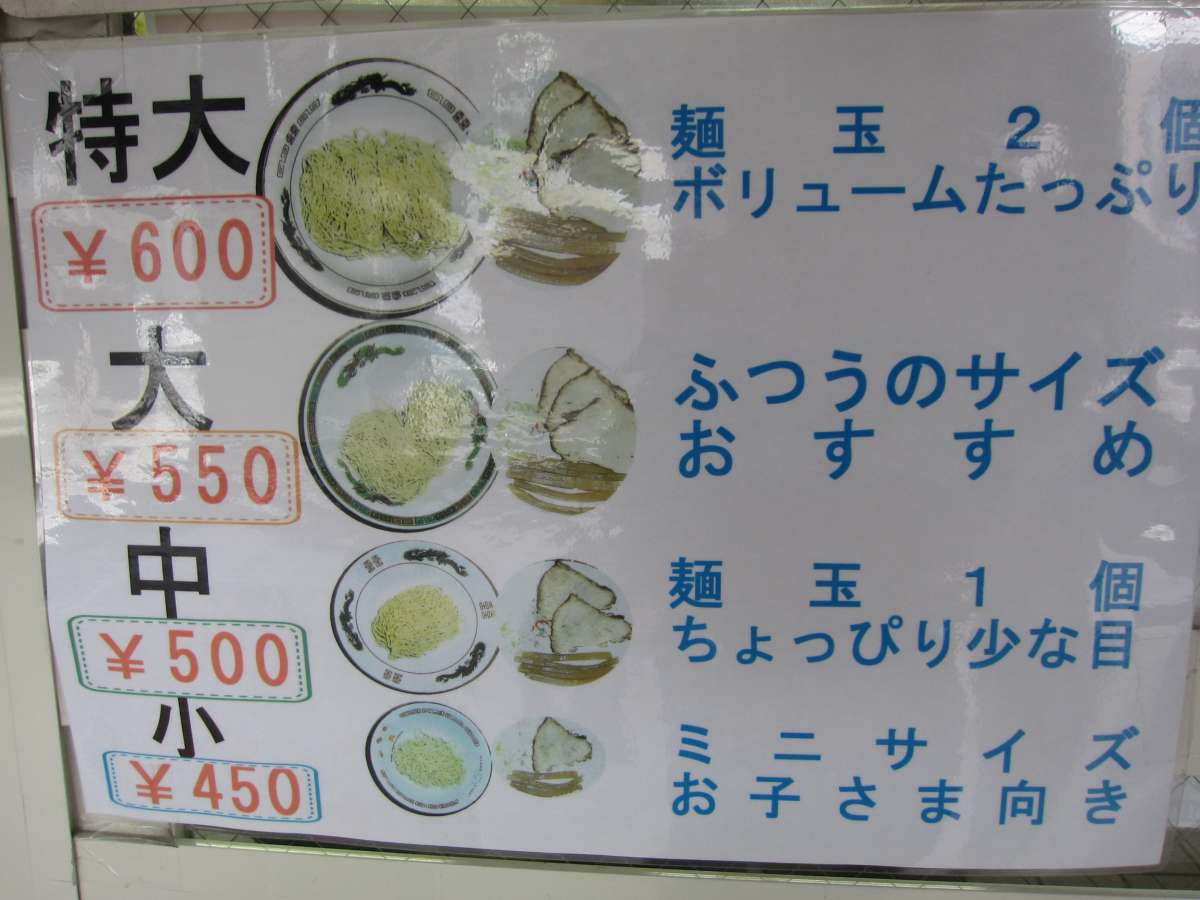 特大
¥600
麺玉2個
ボリュームたっぷり
大
¥550
ふつうのサイズ
おすすめ
中
¥500
麺玉1個
ちょっぴり少な目
小
¥450
ミニサイズ
お子さま向き